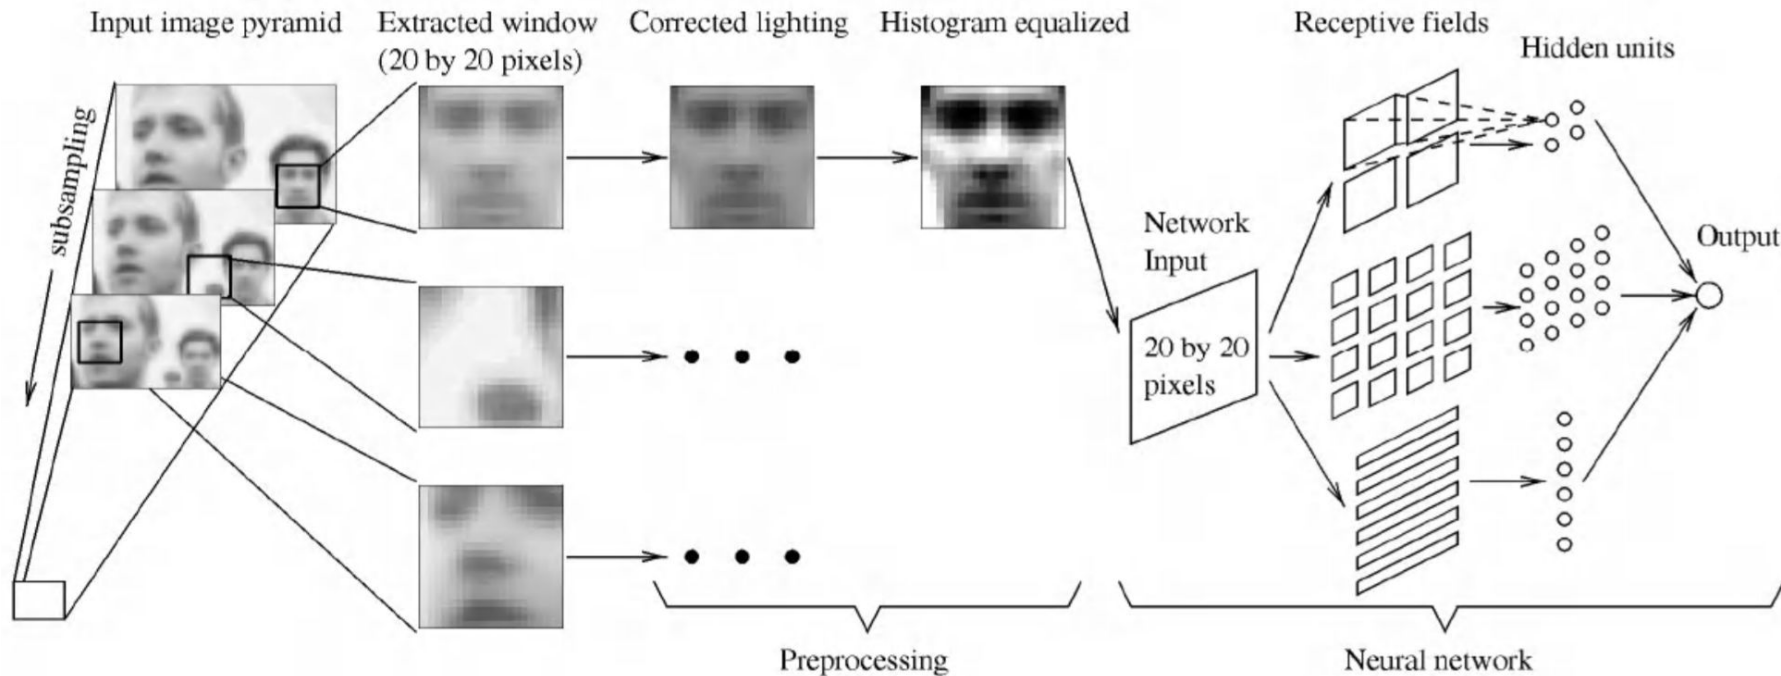 Input image pyramid
Extracted window
(20 by 20 pixels)
Corrected lighting
Histogram equalized
Receptive fields
Hidden units
subsampling
Network
Input
20 by 20
pixels
Output
Preprocessing
Neural network